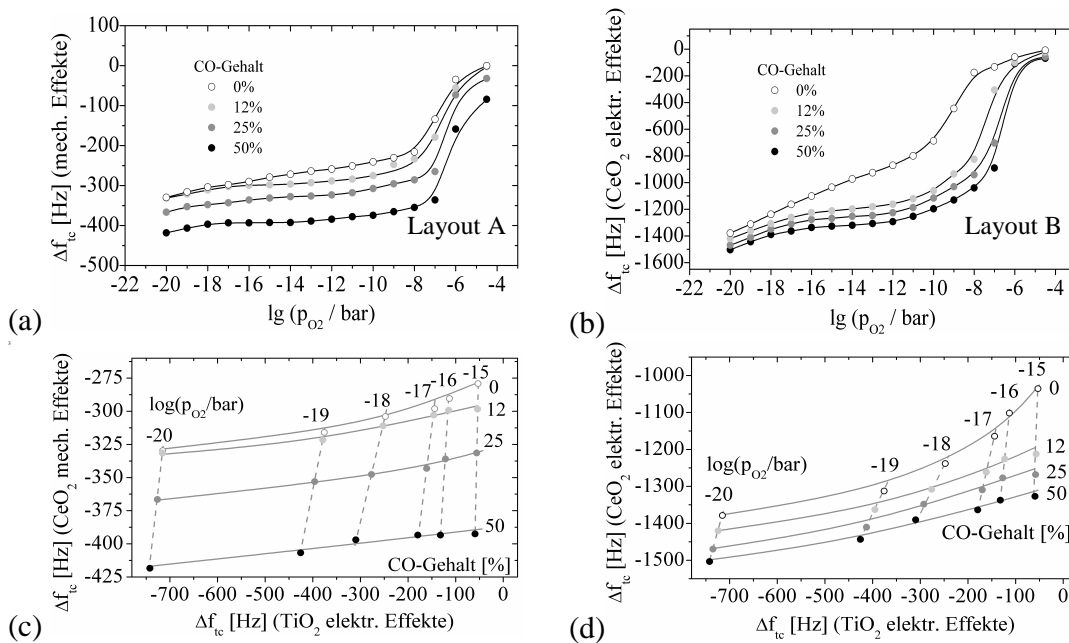 Δf_tc [Hz] (mech. Effekte)
100
0
-100
-200
-300
-400
-500
CO-Gehalt
0%
12%
25%
50%
Layout A
-22 -20 -18 -16 -14 -12 -10 -8 -6 -4
lg (p_O2 / bar)
(a)
Δf_tc [Hz] (CeO2 elektr. Effekte)
0
-200
-400
-600
-800
-1000
-1200
-1400
-1600
CO-Gehalt
0%
12%
25%
50%
Layout B
-22 -20 -18 -16 -14 -12 -10 -8 -6 -4
lg (p_O2 / bar)
(b)
Δf_tc [Hz] (CeO2 mech. Effekte)
-275
-300
-325
-350
-375
-400
-425
log(p_O2/bar)
-20
-19
-18
-17
-16
-15
0
12
25
50
CO-Gehalt [%]
-700 -600 -500 -400 -300 -200 -100 0
Δf_tc [Hz] (TiO2 elektr. Effekte)
(c)
Δf_tc [Hz] (CeO2 elektr. Effekte)
-1000
-1100
-1200
-1300
-1400
-1500
log(p_O2/bar)
-20
-19
-18
-17
-16
-15
0
12
25
50
CO-Gehalt [%]
-700 -600 -500 -400 -300 -200 -100 0
Δf_tc [Hz] (TiO2 elektr. Effekte)
(d)